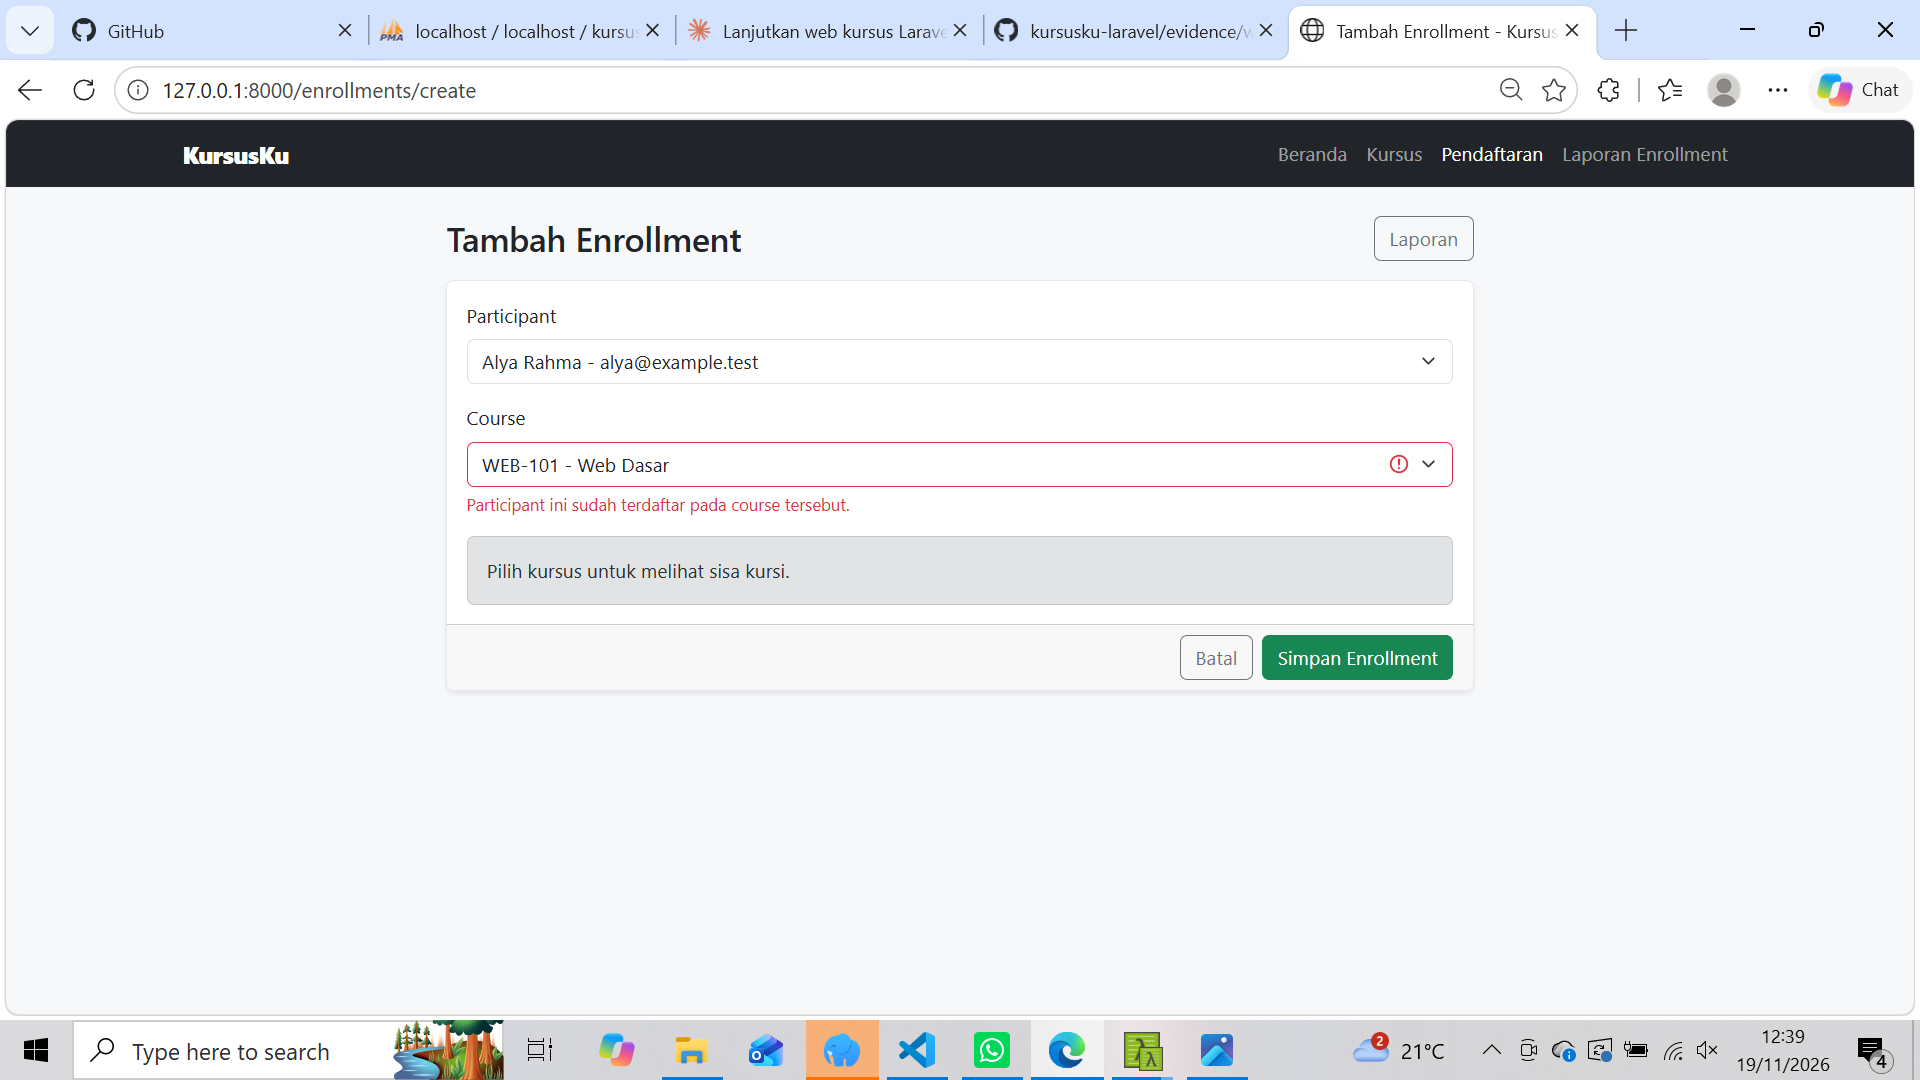 GitHub
localhost / localhost / kursus
Lanjutkan web kursus Larave
kursusku-laravel/evidence/w
Tambah Enrollment - Kursus
127.0.0.1:8000/enrollments/create
Chat
KursusKu
Beranda
Kursus
Pendaftaran
Laporan Enrollment
Tambah Enrollment
Laporan
Participant
Alya Rahma - alya@example.test
Course
WEB-101 - Web Dasar
Participant ini sudah terdaftar pada course tersebut.
Pilih kursus untuk melihat sisa kursi.
Batal
Simpan Enrollment
Type here to search
2
21°C
12:39
19/11/2026
4